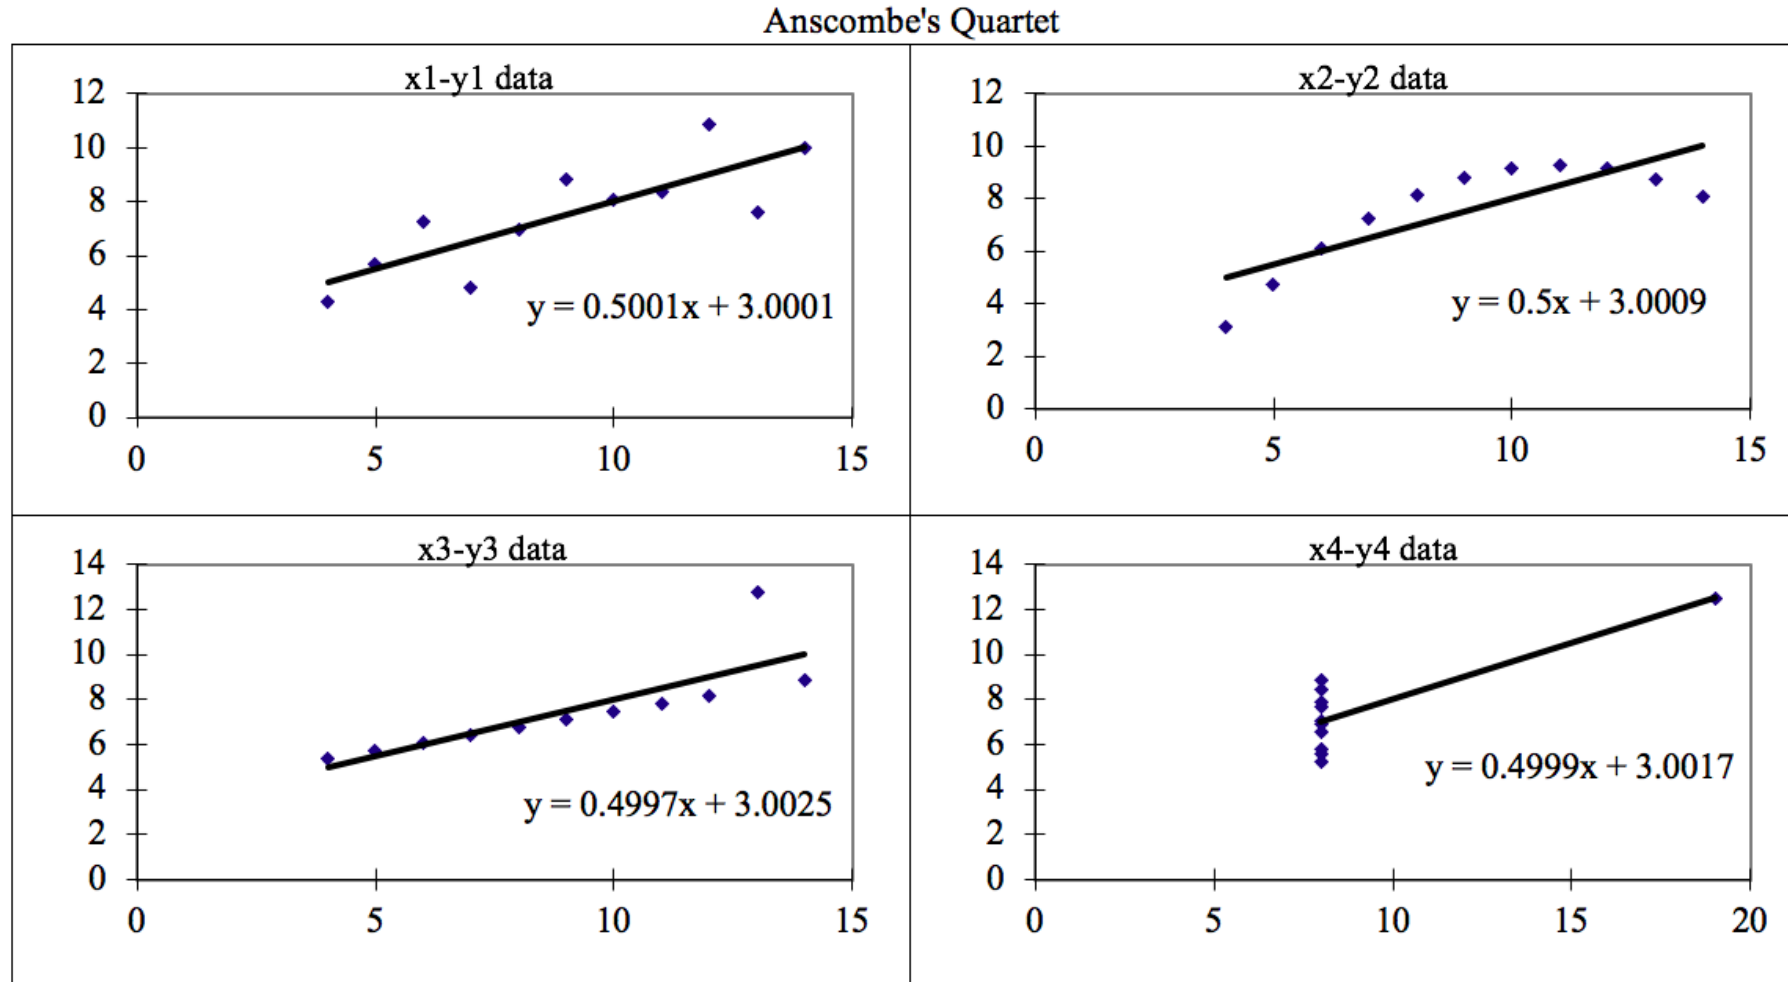 Anscombe's Quartet
x1-y1 data
12
10
8
6
4
2
0
y = 0.5001x + 3.0001
0 5 10 15
x2-y2 data
12
10
8
6
4
2
0
y = 0.5x + 3.0009
0 5 10 15
x3-y3 data
14
12
10
8
6
4
2
0
y = 0.4997x + 3.0025
0 5 10 15
x4-y4 data
14
12
10
8
6
4
2
0
y = 0.4999x + 3.0017
0 5 10 15 20